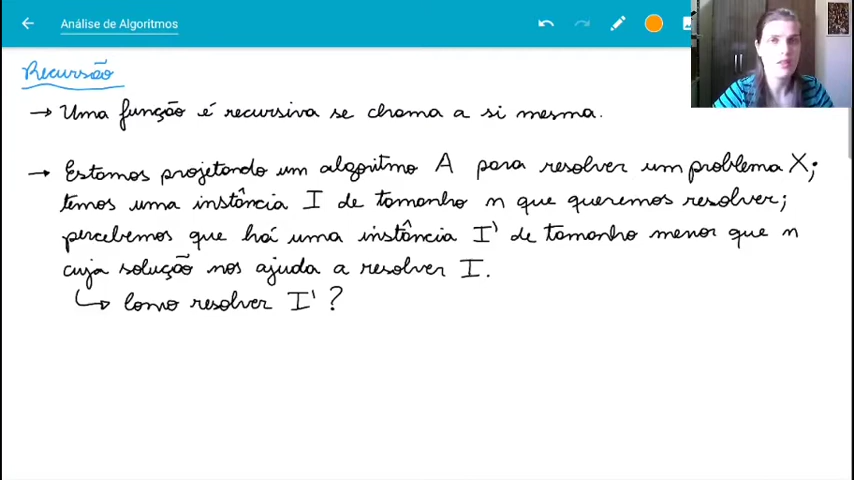 Análise de Algoritmos
Recursão
→ Uma função é recursiva se chama a si mesma.
→ Estamos projetando um algoritmo A para resolver um problema X;
temos uma instância I de tamanho n que queremos resolver;
percebemos que há uma instância I' de tamanho menor que n
cuja solução nos ajuda a resolver I.
↳ Como resolver I'?